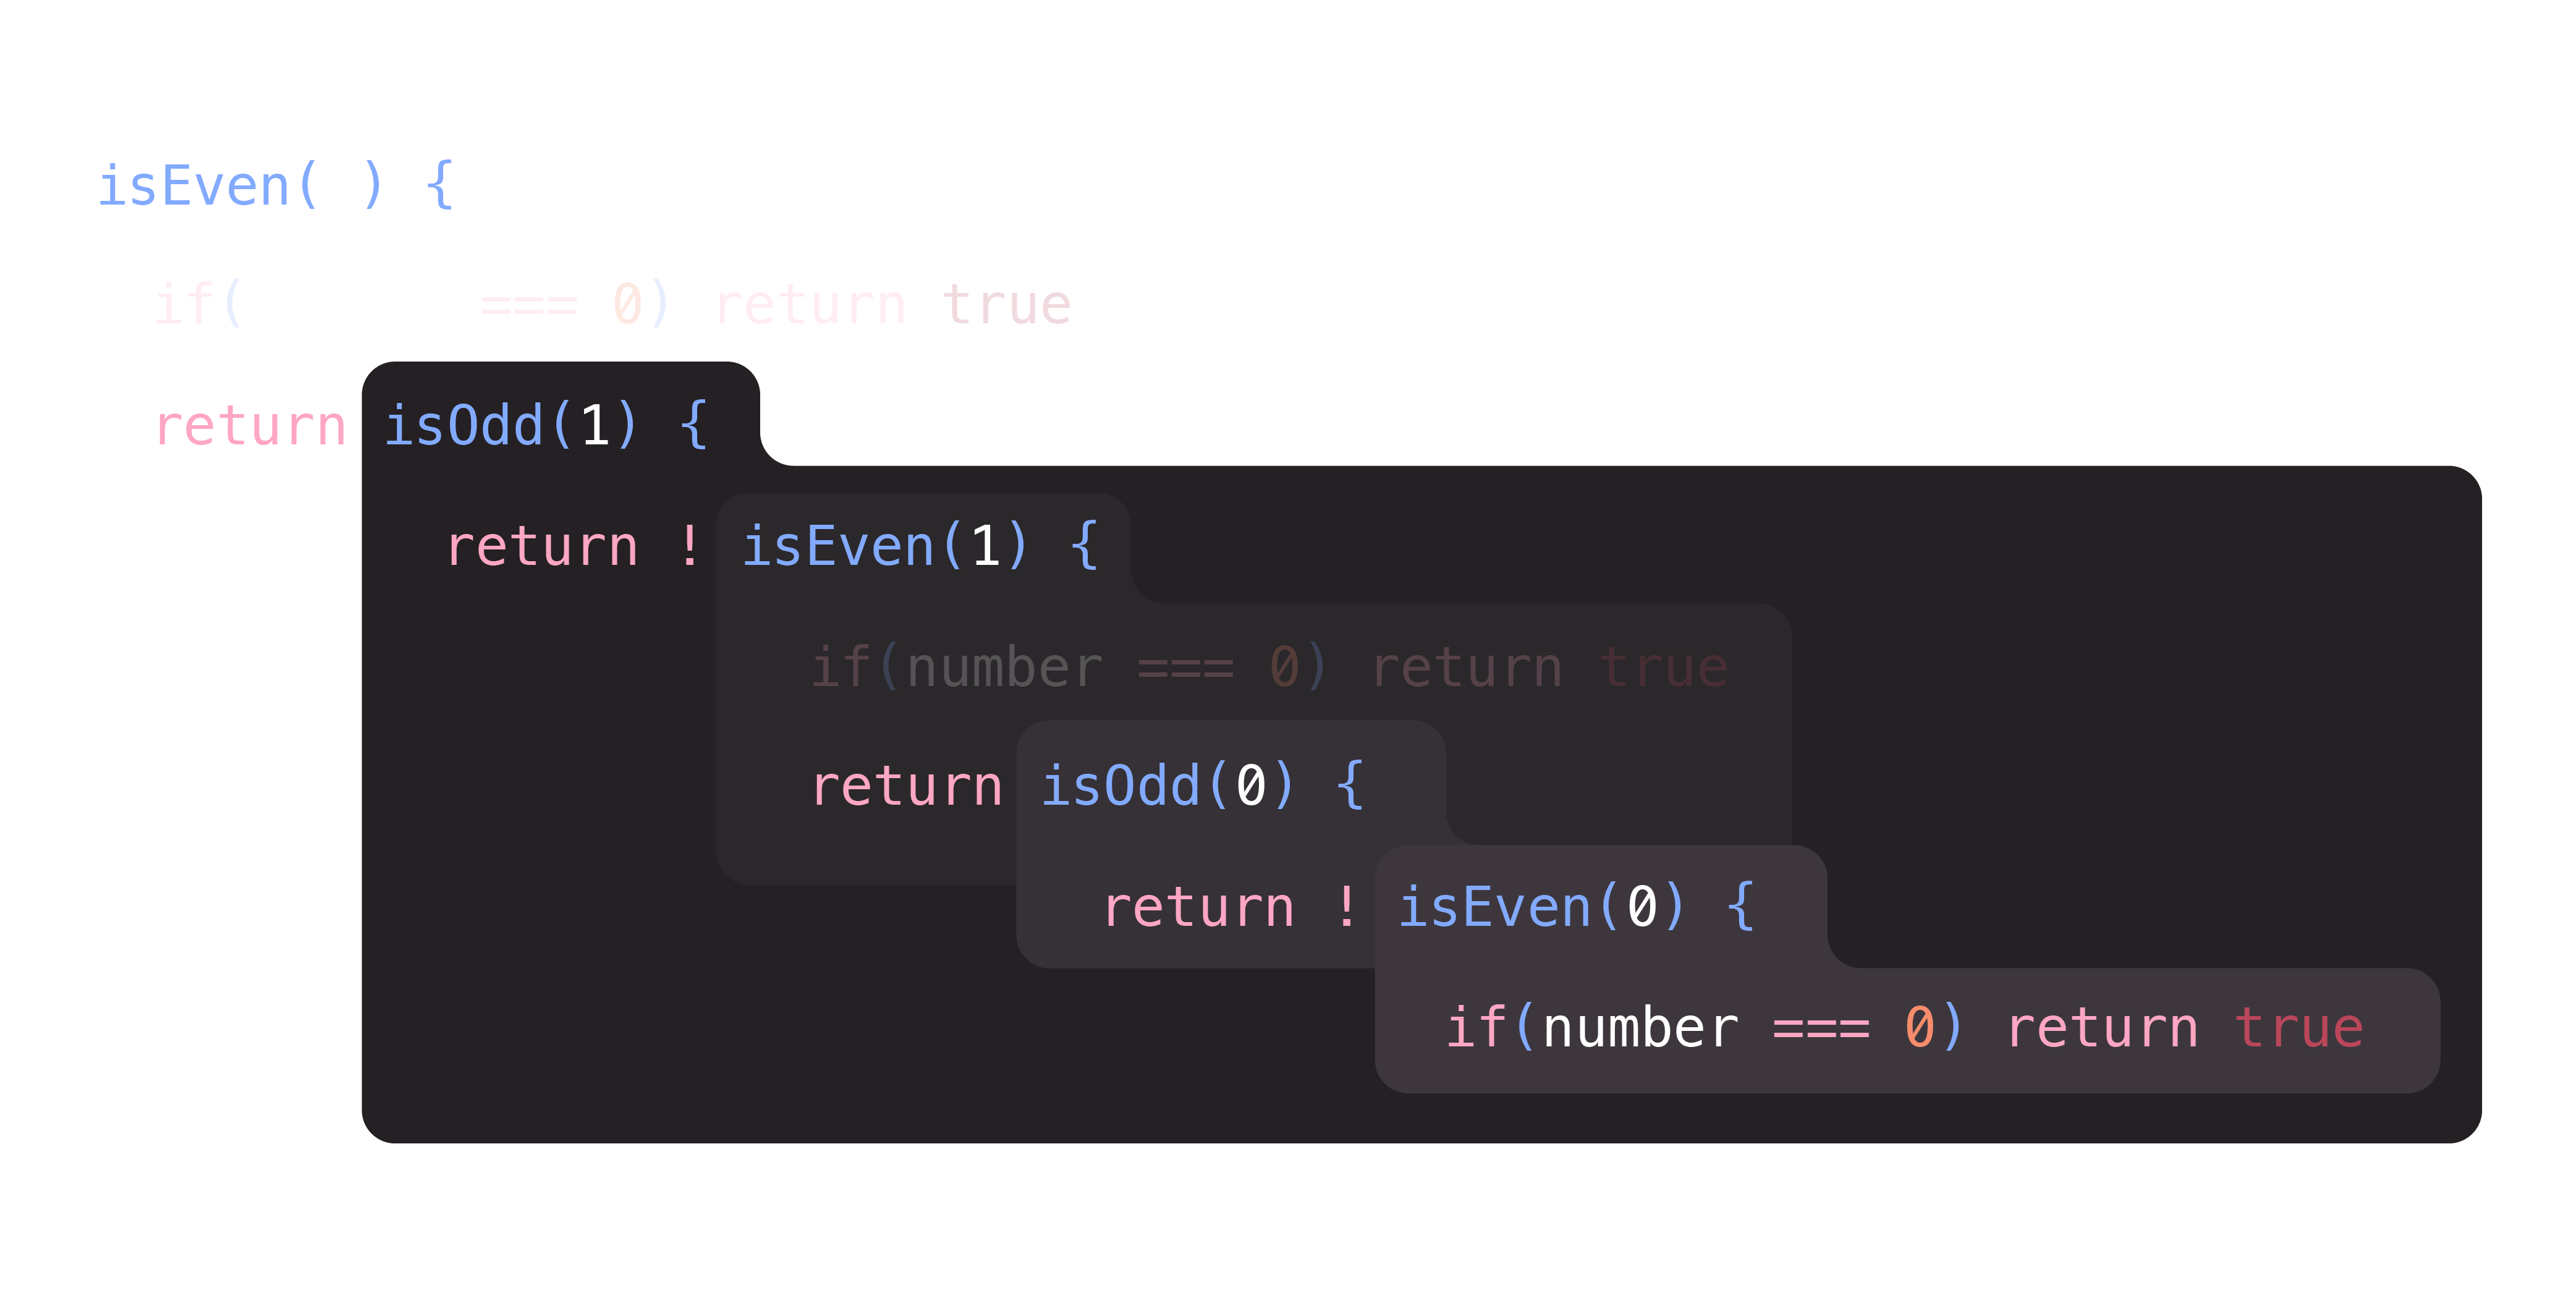 isEven( ) {
if( === 0) return true
return isOdd(1) {
return ! isEven(1) {
if(number === 0) return true
return isOdd(0) {
return ! isEven(0) {
if(number === 0) return true